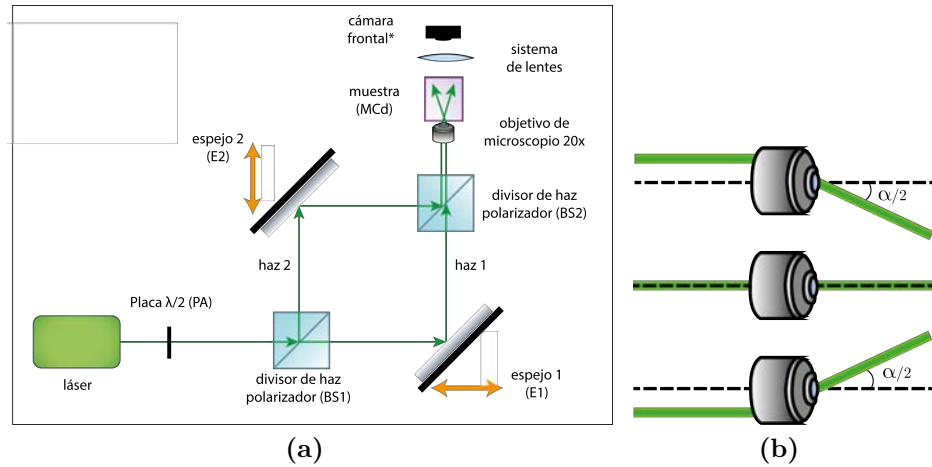 cámara
frontal*
sistema
de lentes
muestra
(MCd)
objetivo de
microscopio 20x
espejo 2
(E2)
divisor de haz
polarizador (BS2)
haz 2
haz 1
Placa λ/2 (PA)
láser
divisor de haz
polarizador (BS1)
espejo 1
(E1)
(a)
α/2
α/2
(b)